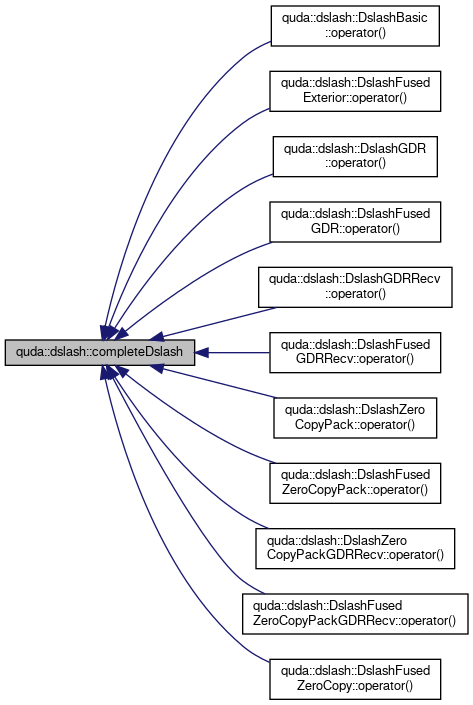 quda::dslash::DslashBasic
::operator()
quda::dslash::DslashFused
Exterior::operator()
quda::dslash::DslashGDR
::operator()
quda::dslash::DslashFused
GDR::operator()
quda::dslash::DslashGDRRecv
::operator()
quda::dslash::completeDslash
quda::dslash::DslashFused
GDRRecv::operator()
quda::dslash::DslashZero
CopyPack::operator()
quda::dslash::DslashFused
ZeroCopyPack::operator()
quda::dslash::DslashZero
CopyPackGDRRecv::operator()
quda::dslash::DslashFused
ZeroCopyPackGDRRecv::operator()
quda::dslash::DslashFused
ZeroCopy::operator()